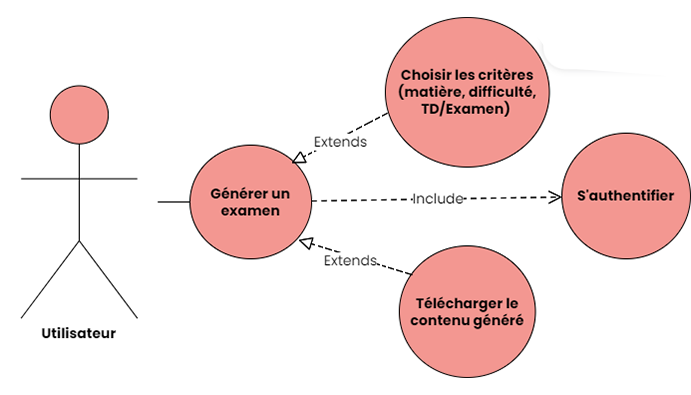 Choisir les critères
(matière, difficulté,
TD/Examen)
Extends
Générer un
examen
Include
S'authentifier
Extends
Télécharger le
contenu généré
Utilisateur